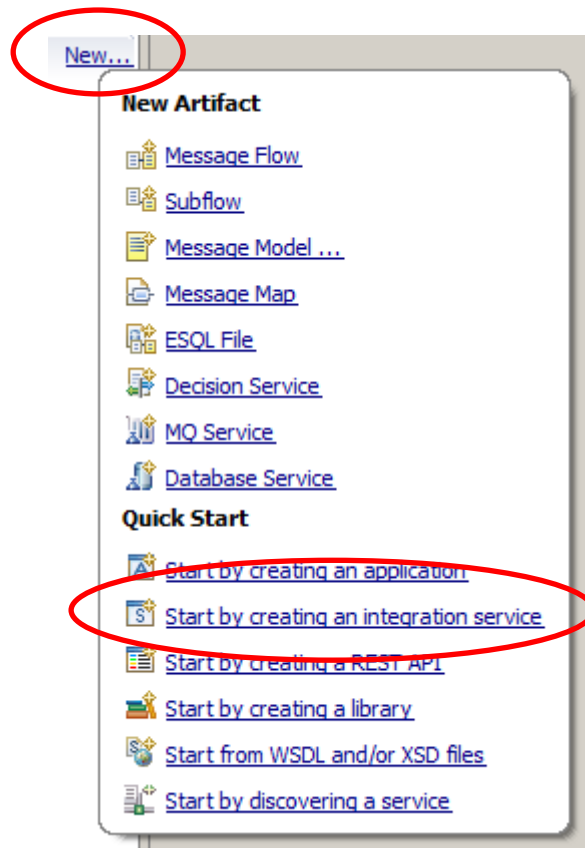 New...
New Artifact
Message Flow
Subflow
Message Model ...
Message Map
ESQL File
Decision Service
MQ Service
Database Service
Quick Start
Start by creating an application
Start by creating an integration service
Start by creating a REST API
Start by creating a library
Start from WSDL and/or XSD files
Start by discovering a service